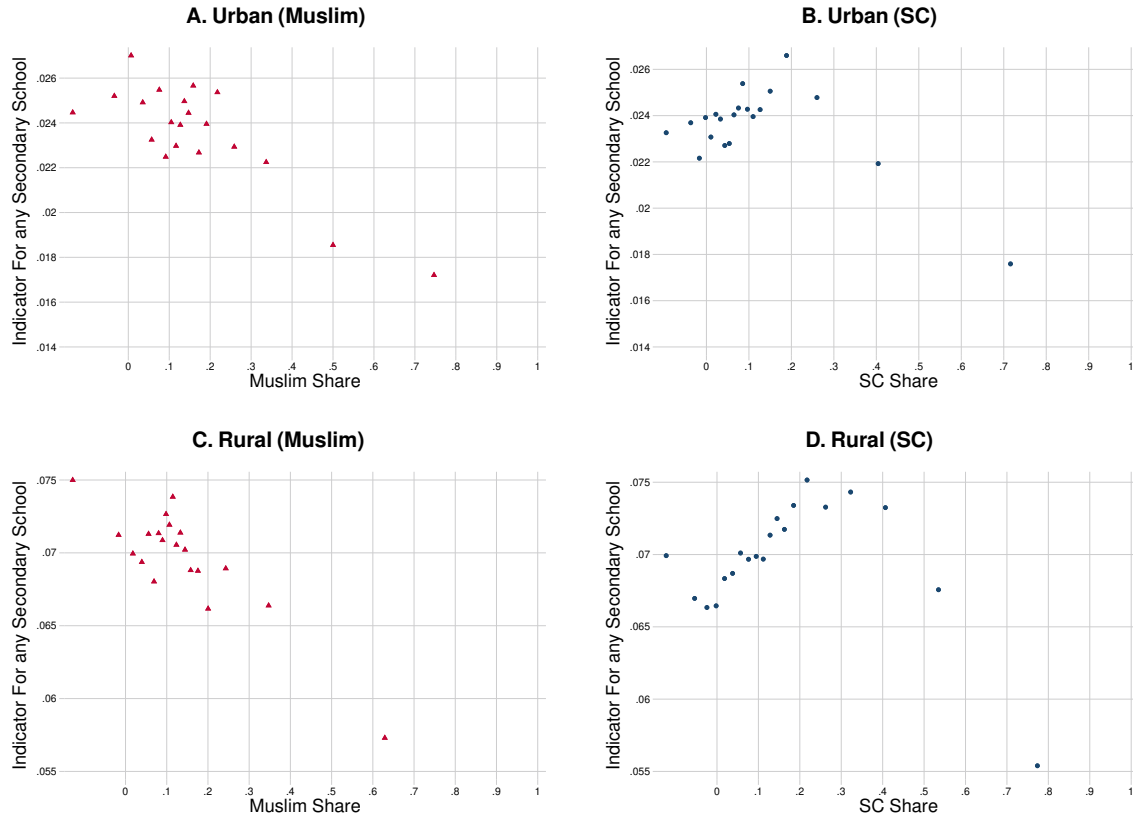 A. Urban (Muslim)
Indicator For any Secondary School
.026
.024
.022
.02
.018
.016
.014
0 .1 .2 .3 .4 .5 .6 .7 .8 .9 1
Muslim Share
B. Urban (SC)
Indicator For any Secondary School
.026
.024
.022
.02
.018
.016
.014
0 .1 .2 .3 .4 .5 .6 .7 .8 .9 1
SC Share
C. Rural (Muslim)
Indicator For any Secondary School
.075
.07
.065
.06
.055
0 .1 .2 .3 .4 .5 .6 .7 .8 .9 1
Muslim Share
D. Rural (SC)
Indicator For any Secondary School
.075
.07
.065
.06
.055
0 .1 .2 .3 .4 .5 .6 .7 .8 .9 1
SC Share